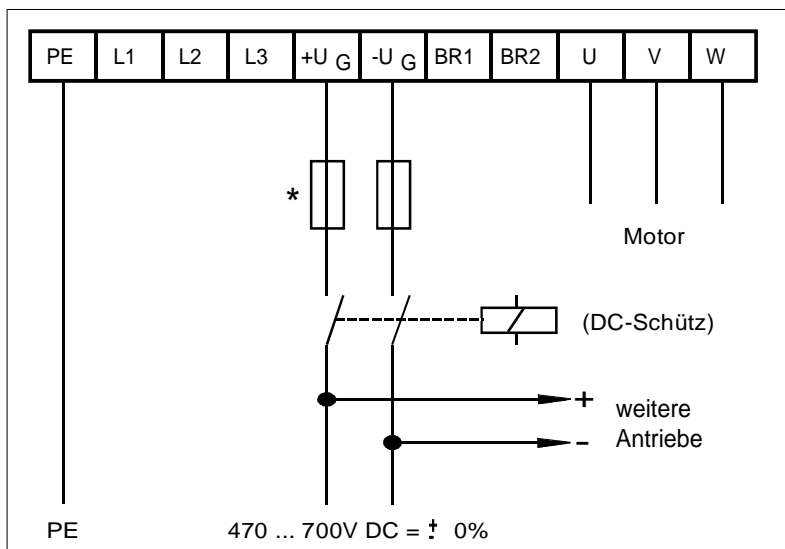 PE L1 L2 L3 +U G -U G BR1 BR2 U V W
*
Motor
(DC-Schütz)
+ weitere
- Antriebe
PE 470 ... 700V DC = ± 0%